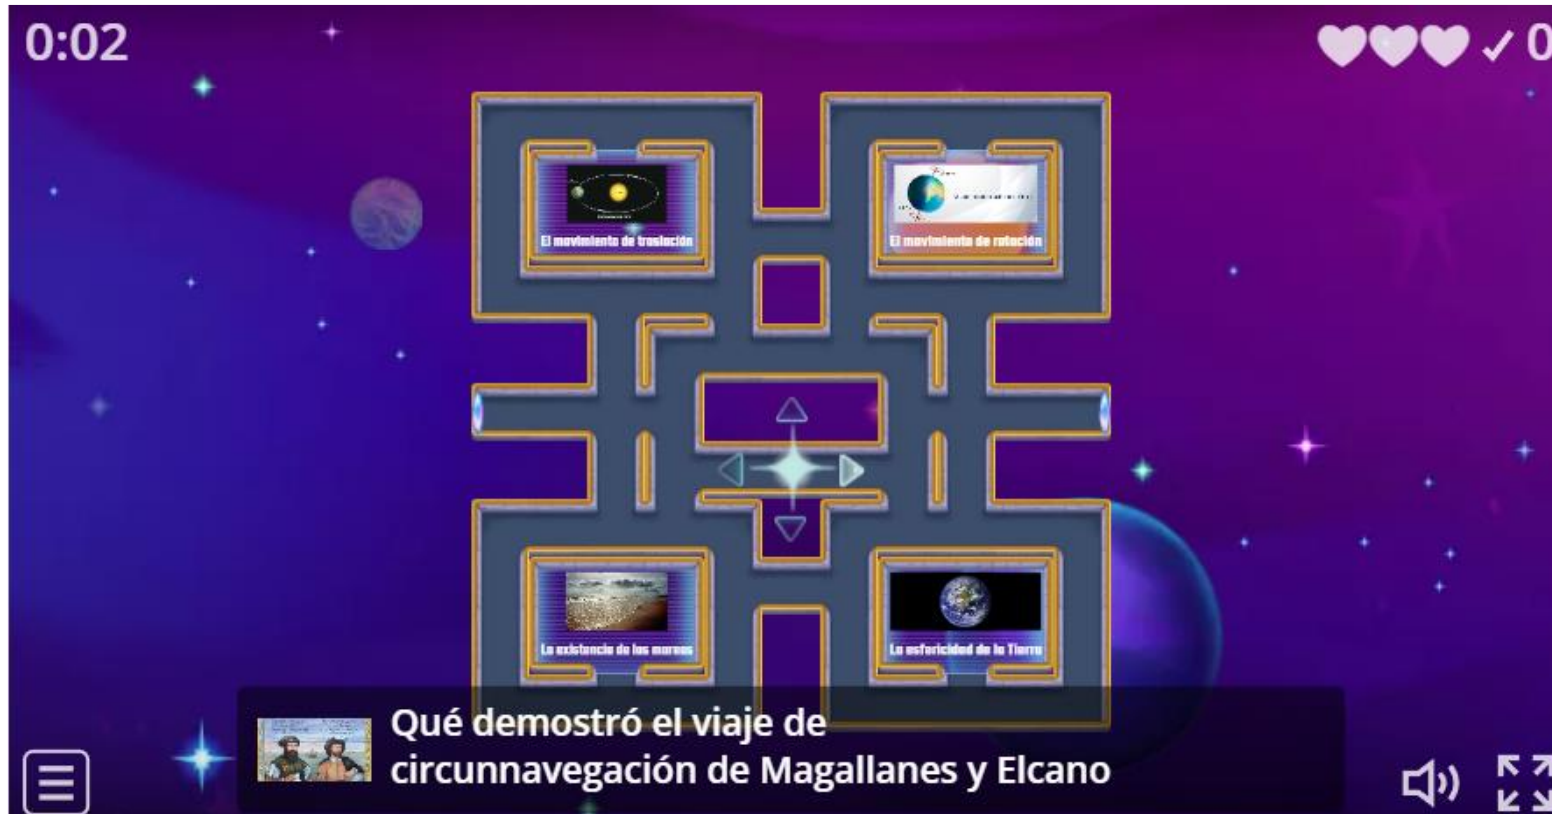 0:02
✓ 0
El movimiento de traslación
El movimiento de rotación
La existencia de las mareas
La esfericidad de la Tierra
Qué demostró el viaje de
circunnavegación de Magallanes y Elcano